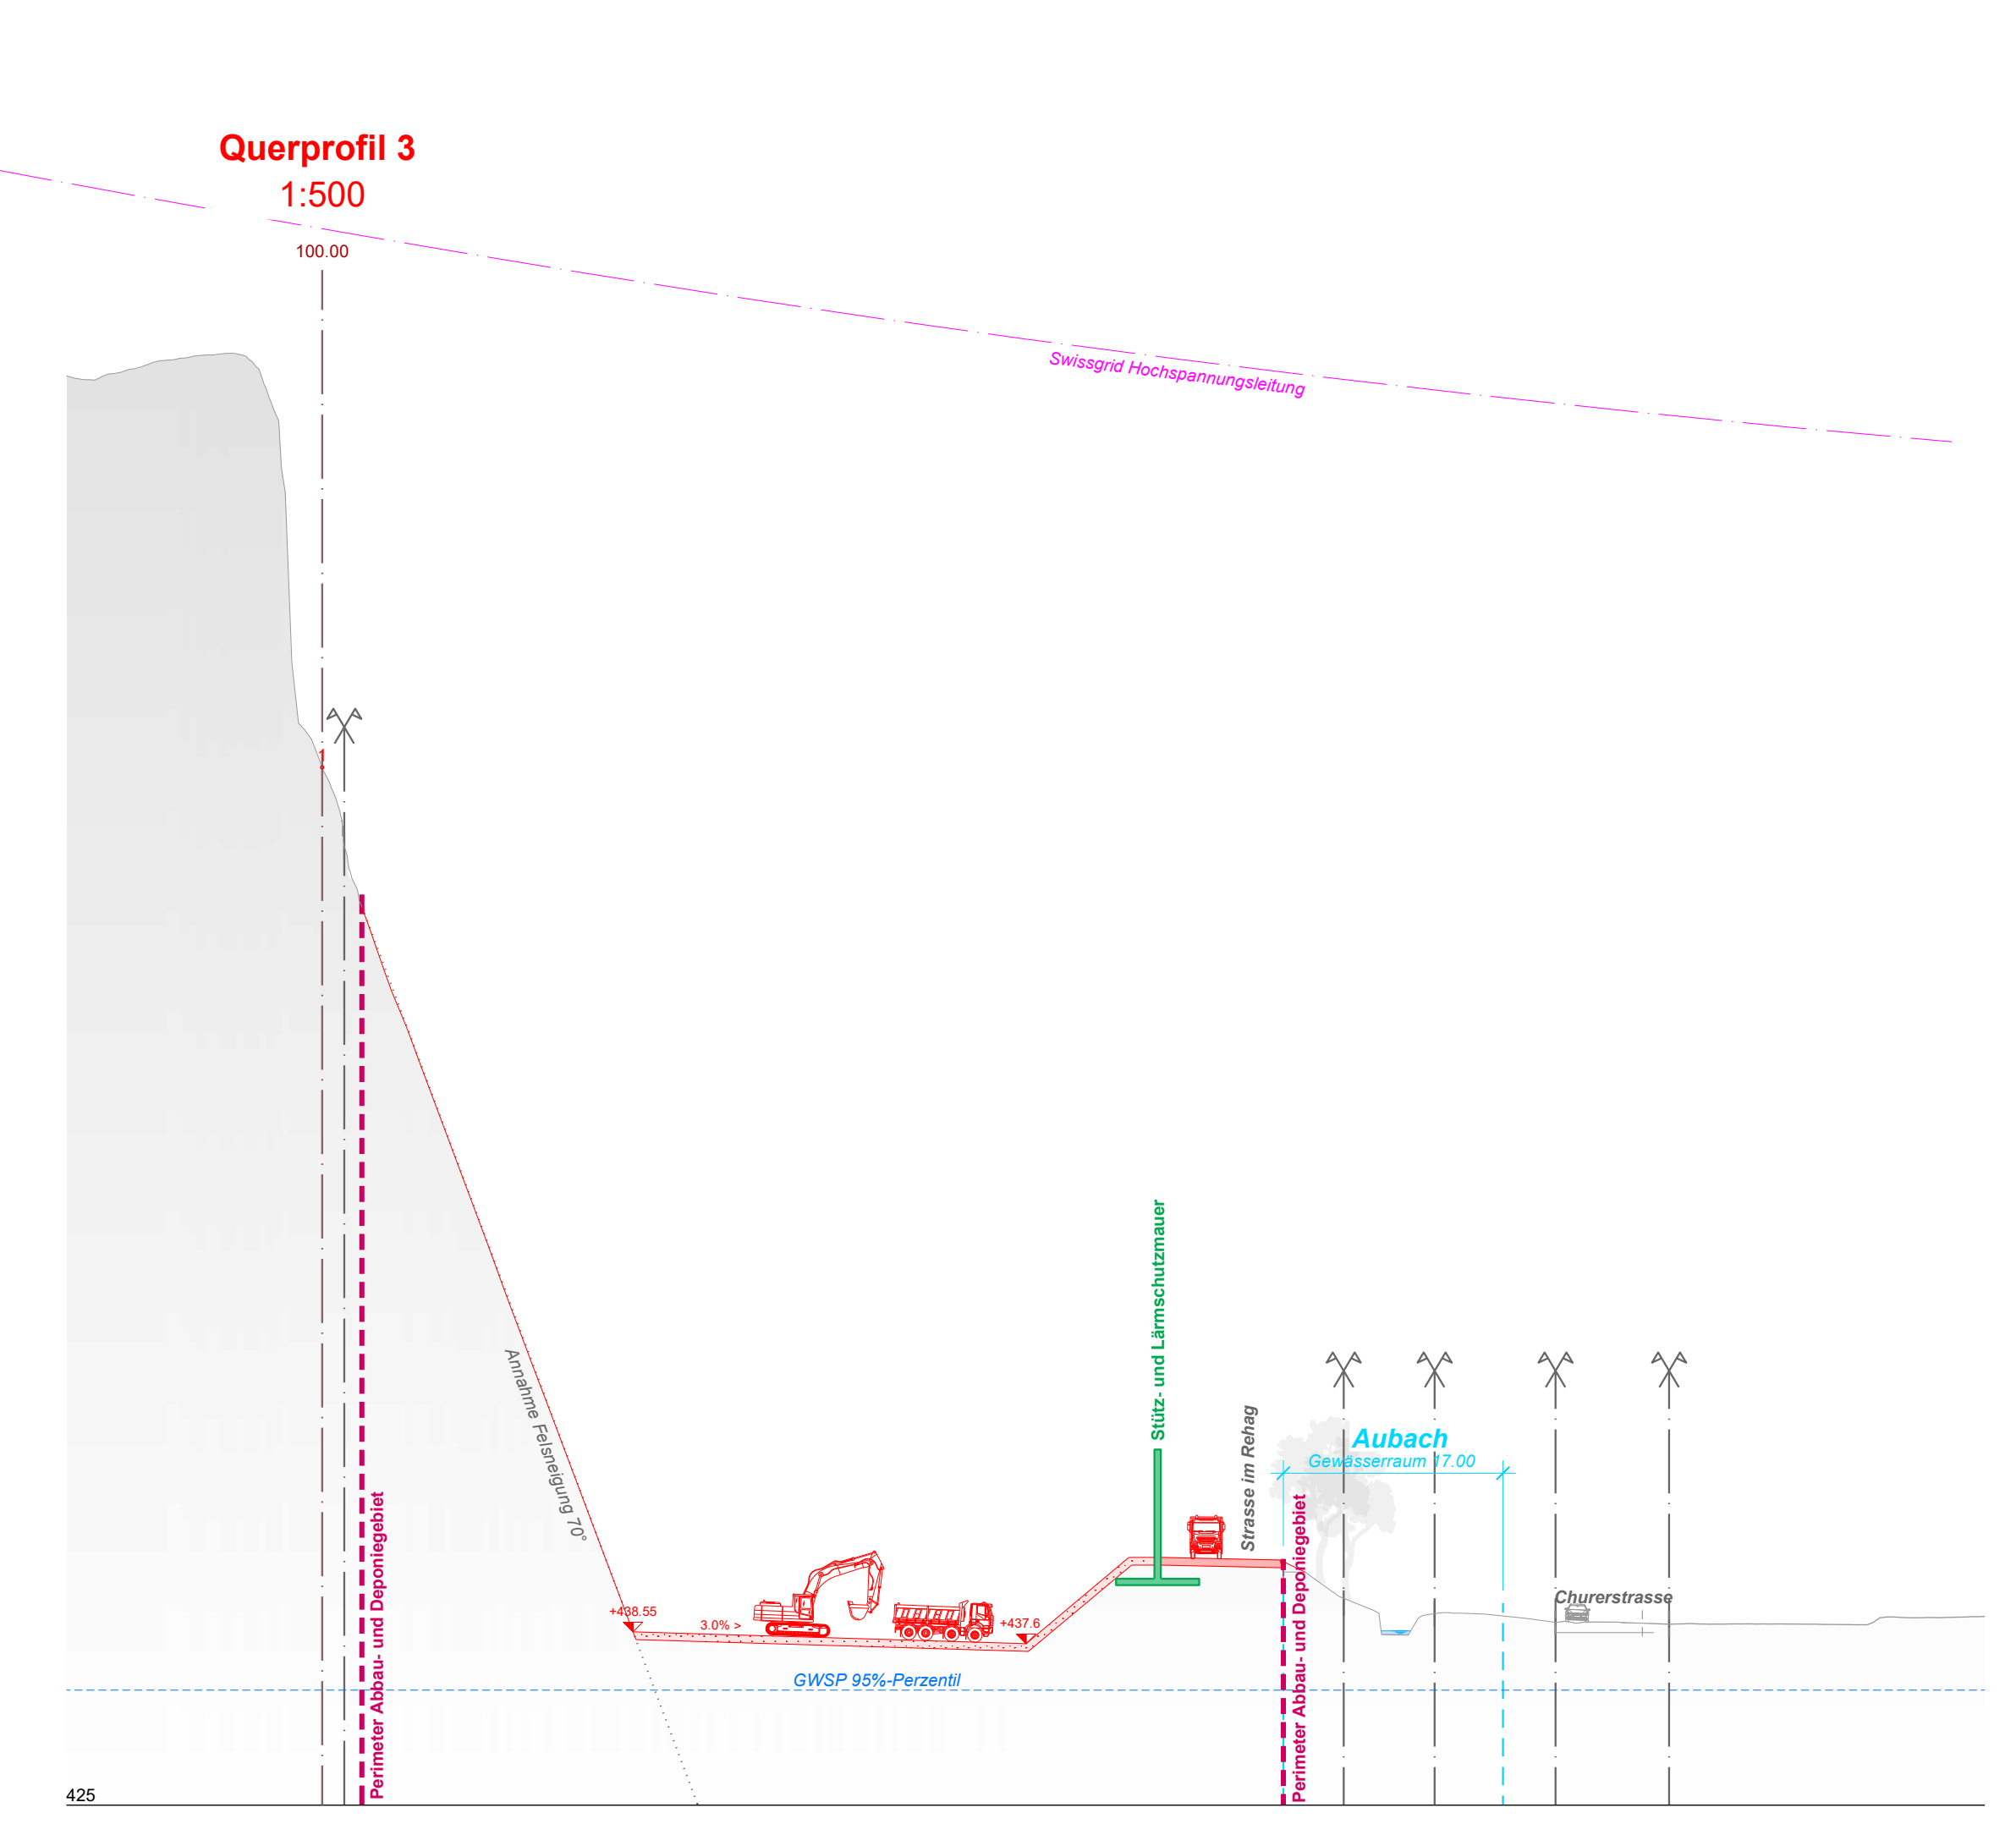 Querprofil 3
1:500
100.00
Swissgrid Hochspannungsleitung
1
Annahme Felsneigung 70°
Perimeter Abbau- und Deponiegebiet
+438.55
3.0% >
+437.6
Stütz- und Lärmschutzmauer
Strasse im Rehag
Aubach
Gewässerraum 17.00
Perimeter Abbau- und Deponiegebiet
Churerstrasse
GWSP 95%-Perzentil
425